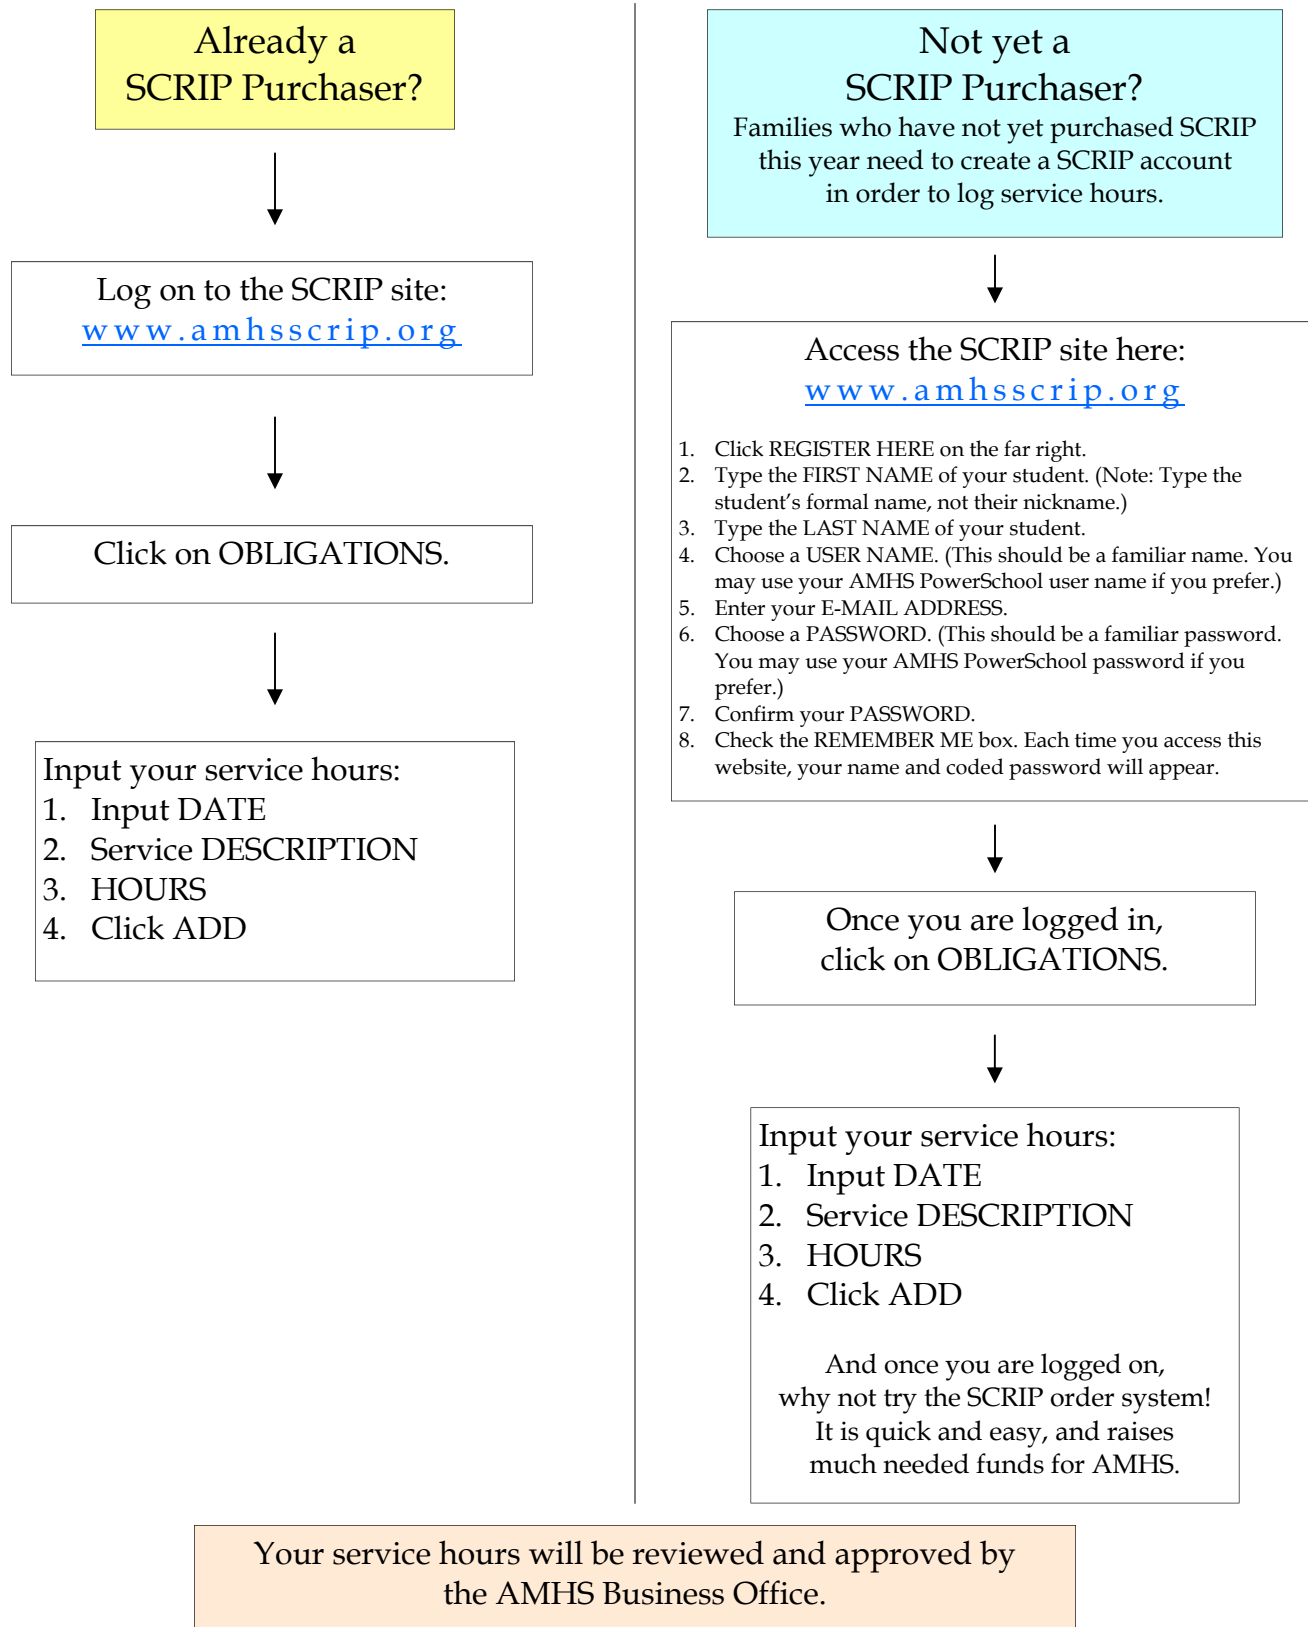 Already a
SCRIP Purchaser?
Log on to the SCRIP site:
www.amhsscrip.org
Click on OBLIGATIONS.
Input your service hours:
1. Input DATE
2. Service DESCRIPTION
3. HOURS
4. Click ADD
Not yet a
SCRIP Purchaser?
Families who have not yet purchased SCRIP
this year need to create a SCRIP account
in order to log service hours.
Access the SCRIP site here:
www.amhsscrip.org
1. Click REGISTER HERE on the far right.
2. Type the FIRST NAME of your student. (Note: Type the
student’s formal name, not their nickname.)
3. Type the LAST NAME of your student.
4. Choose a USER NAME. (This should be a familiar name. You
may use your AMHS PowerSchool user name if you prefer.)
5. Enter your E-MAIL ADDRESS.
6. Choose a PASSWORD. (This should be a familiar password.
You may use your AMHS PowerSchool password if you
prefer.)
7. Confirm your PASSWORD.
8. Check the REMEMBER ME box. Each time you access this
website, your name and coded password will appear.
Once you are logged in,
click on OBLIGATIONS.
Input your service hours:
1. Input DATE
2. Service DESCRIPTION
3. HOURS
4. Click ADD
And once you are logged on,
why not try the SCRIP order system!
It is quick and easy, and raises
much needed funds for AMHS.
Your service hours will be reviewed and approved by
the AMHS Business Office.